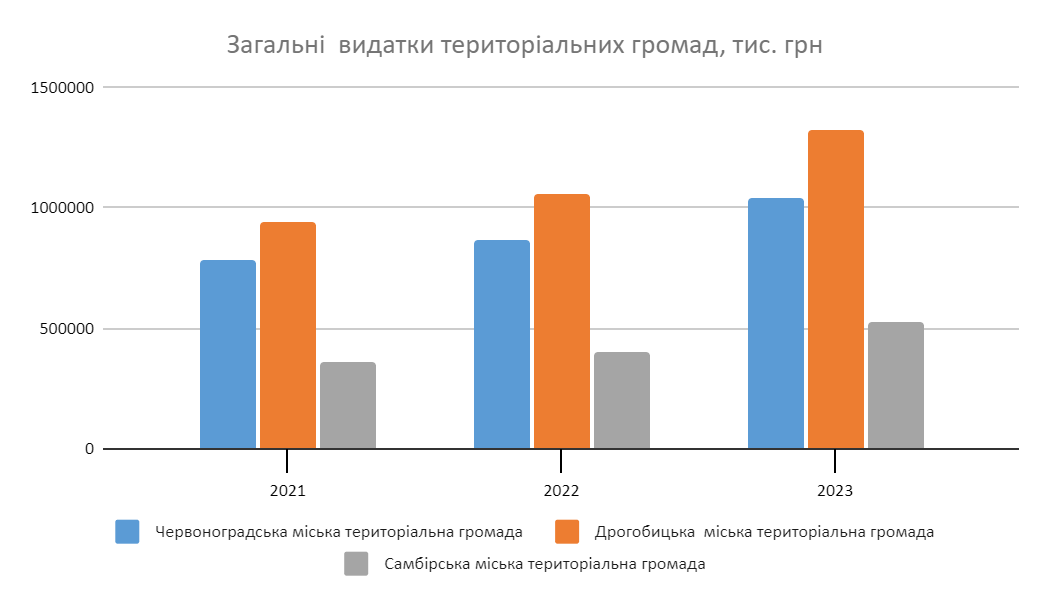 Загальні видатки територіальних громад, тис. грн
1500000
1000000
500000
0
2021 2022 2023
Червоноградська міська територіальна громада Дрогобицька міська територіальна громада
Самбірська міська територіальна громада